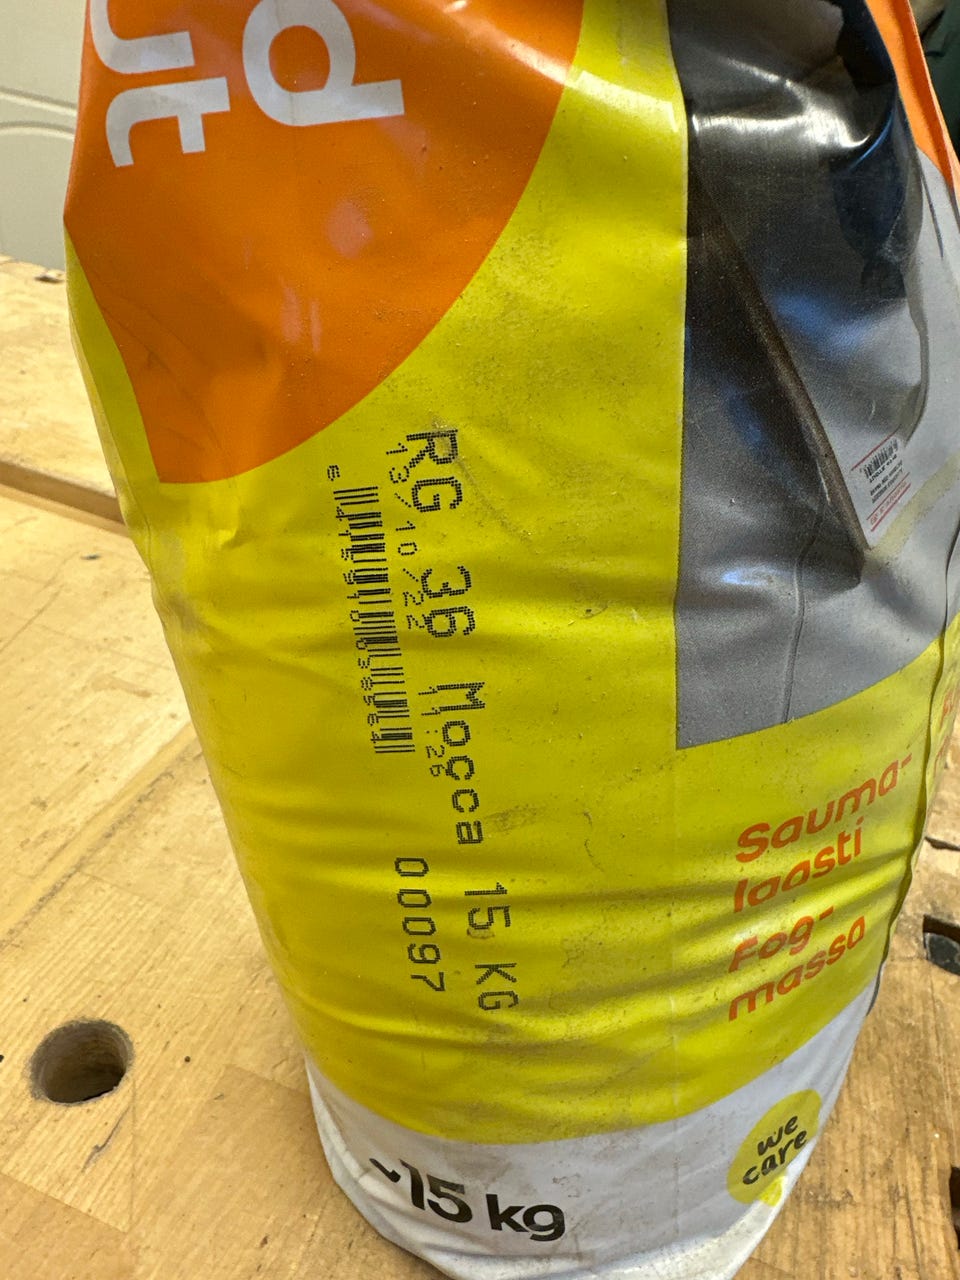 d
ut
RG 36 Mocca 15 KG
13/10/22 11:26 00097
Sauma-
laasti
Fog-
massa
we
care
~15 kg